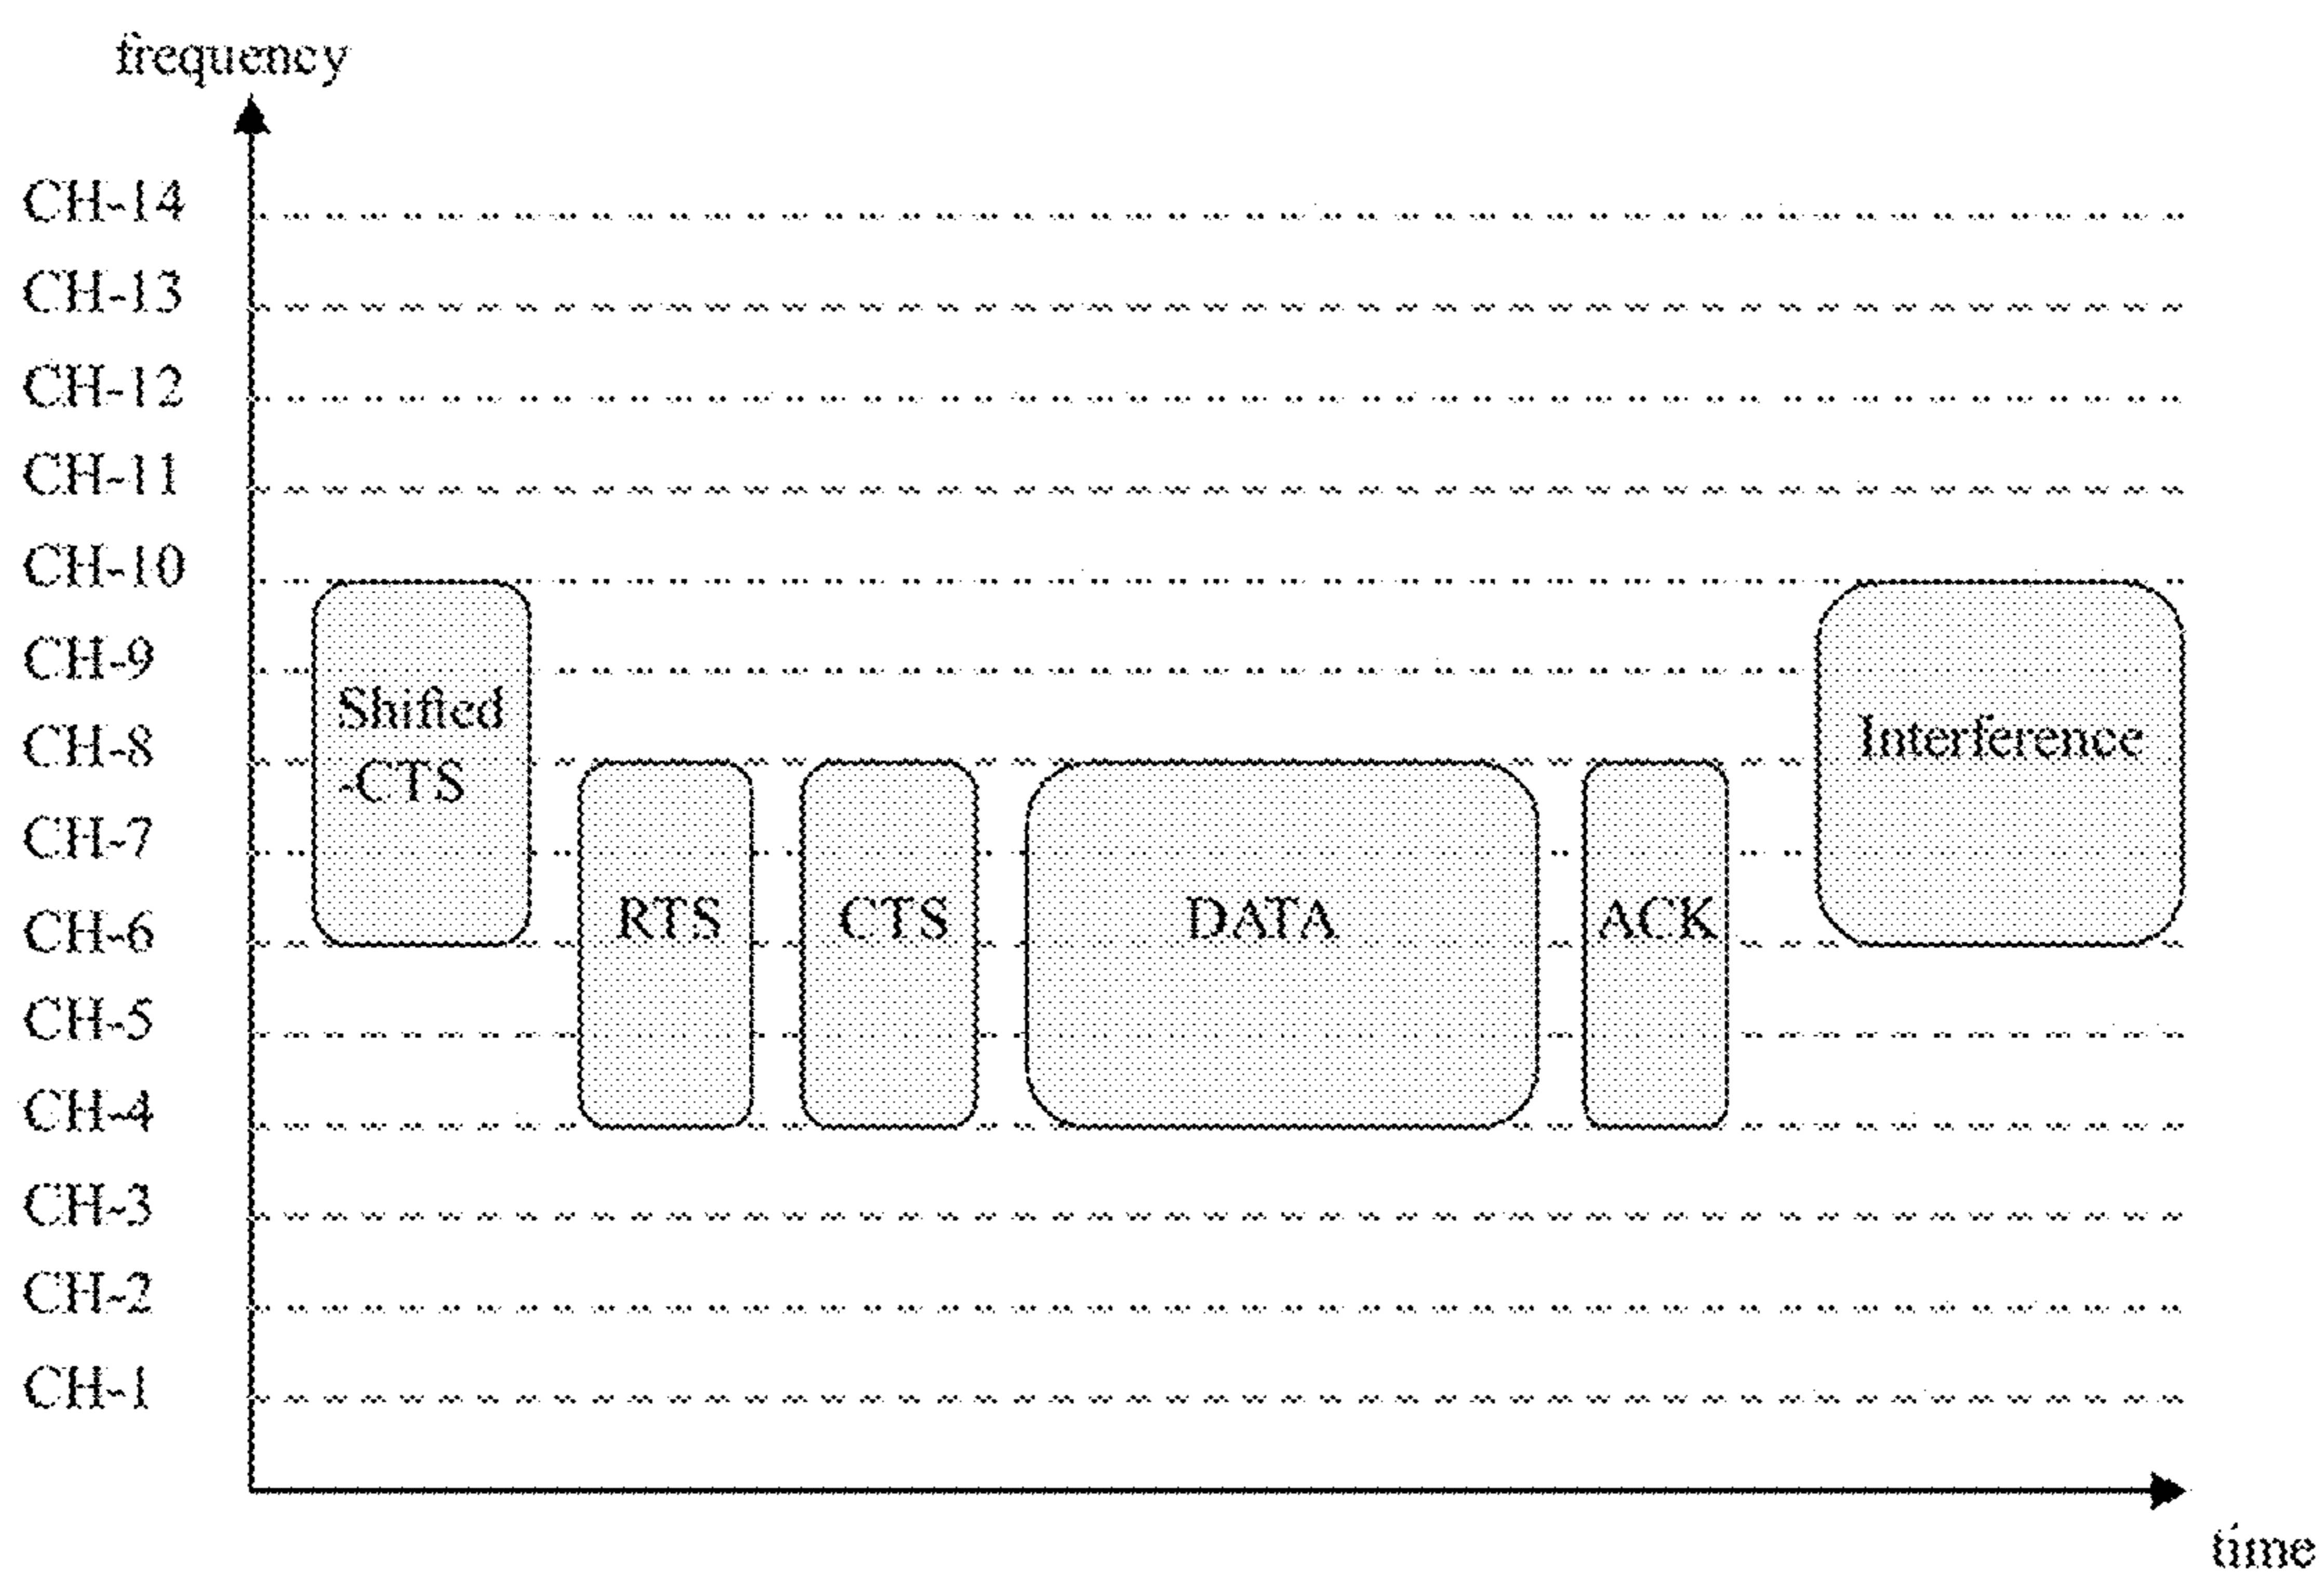 frequency
CH-14
CH-13
CH-12
CH-11
CH-10
CH-9
CH-8
CH-7
CH-6
CH-5
CH-4
CH-3
CH-2
CH-1
Shifted
-CTS
RTS
CTS
DATA
ACK
Interference
time